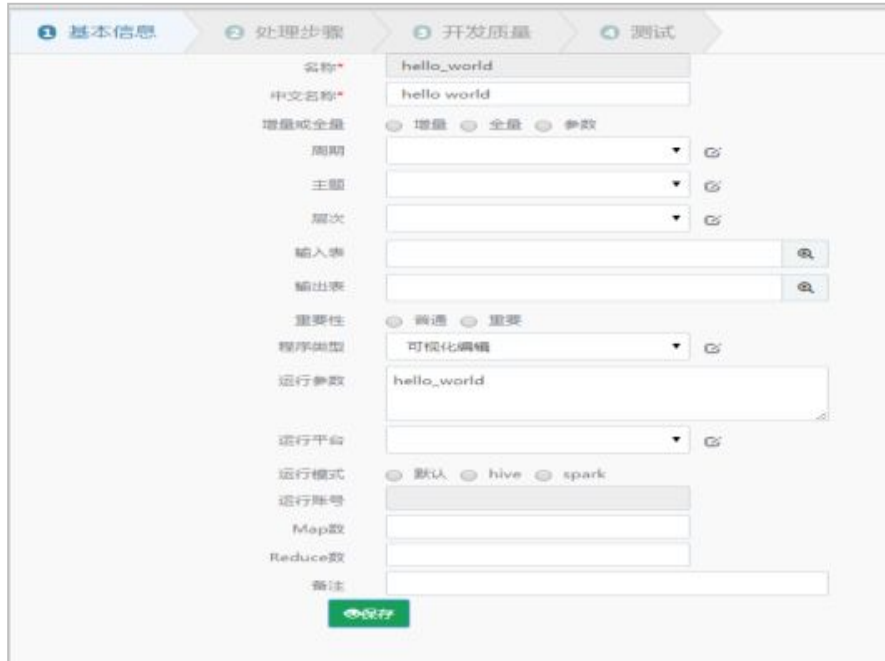 1 基本信息 2 处理步骤 3 开发质量 4 测试
名称* hello_world
中文名称* hello world
增量或全量 增量 全量 参数
周期
主题
层次
输入表
输出表
重要性 普通 重要
程序类型 可视化编辑
运行参数 hello_world
运行平台
运行模式 默认 hive spark
运行账号
Map数
Reduce数
备注
保存